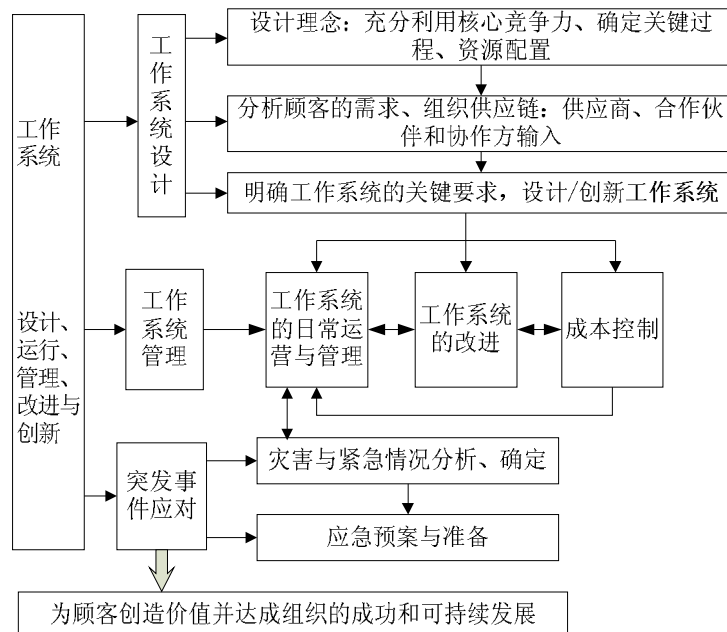 工作
系统
设计、
运行、
管理、
改进与
创新
工
作
系
统
设
计
设计理念：充分利用核心竞争力、确定关键过
程、资源配置
分析顾客的需求、组织供应链：供应商、合作伙
伴和协作方输入
明确工作系统的关键要求，设计/创新工作系统
工作
系统
管理
工作系统
的日常运
营与管理
工作系统
的改进
成本控制
突发事
件应对
灾害与紧急情况分析、确定
应急预案与准备
为顾客创造价值并达成组织的成功和可持续发展